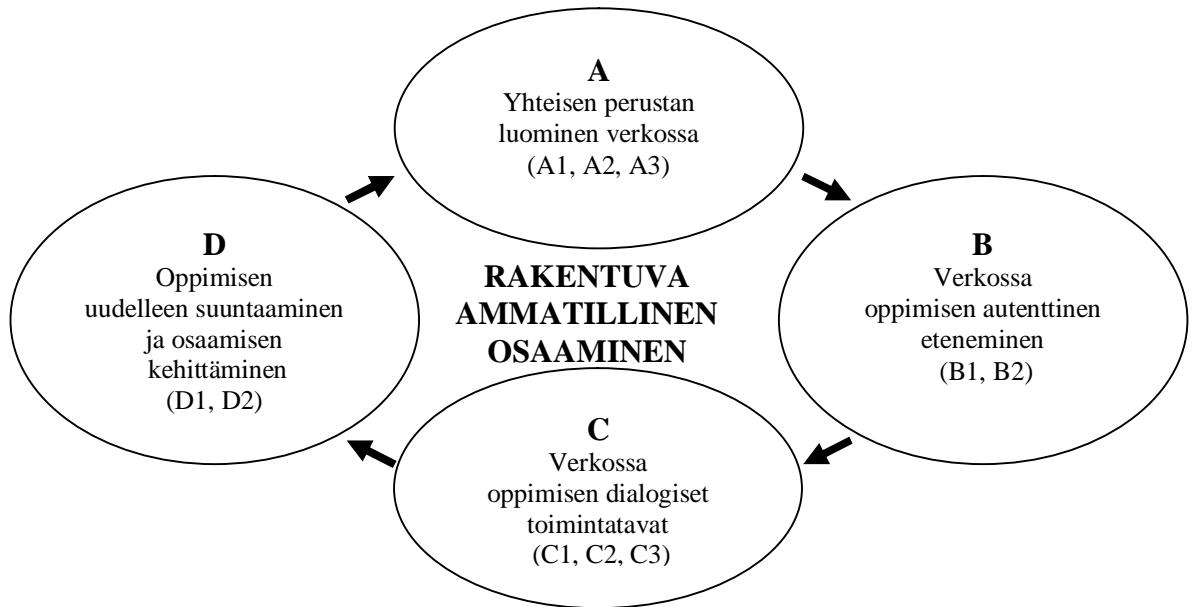 A
Yhteisen perustan
luominen verkossa
(A1, A2, A3)
D
Oppimisen
uudelleen suuntaaminen
ja osaamisen
kehittäminen
(D1, D2)
RAKENTUVA
AMMATILLINEN
OSAAMINEN
B
Verkossa
oppimisen autenttinen
eteneminen
(B1, B2)
C
Verkossa
oppimisen dialogiset
toimintatavat
(C1, C2, C3)